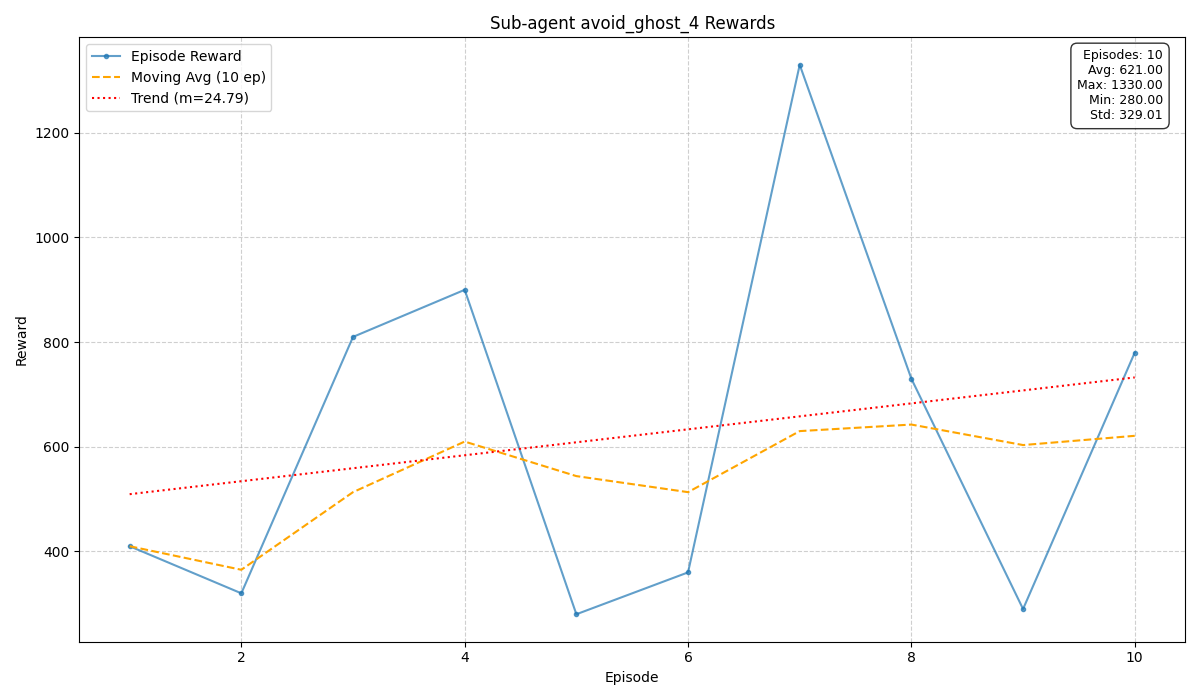 Sub-agent avoid_ghost_4 Rewards
Episode Reward
Moving Avg (10 ep)
Trend (m=24.79)
Episodes: 10
Avg: 621.00
Max: 1330.00
Min: 280.00
Std: 329.01
Reward
1200
1000
800
600
400
2
4
6
8
10
Episode